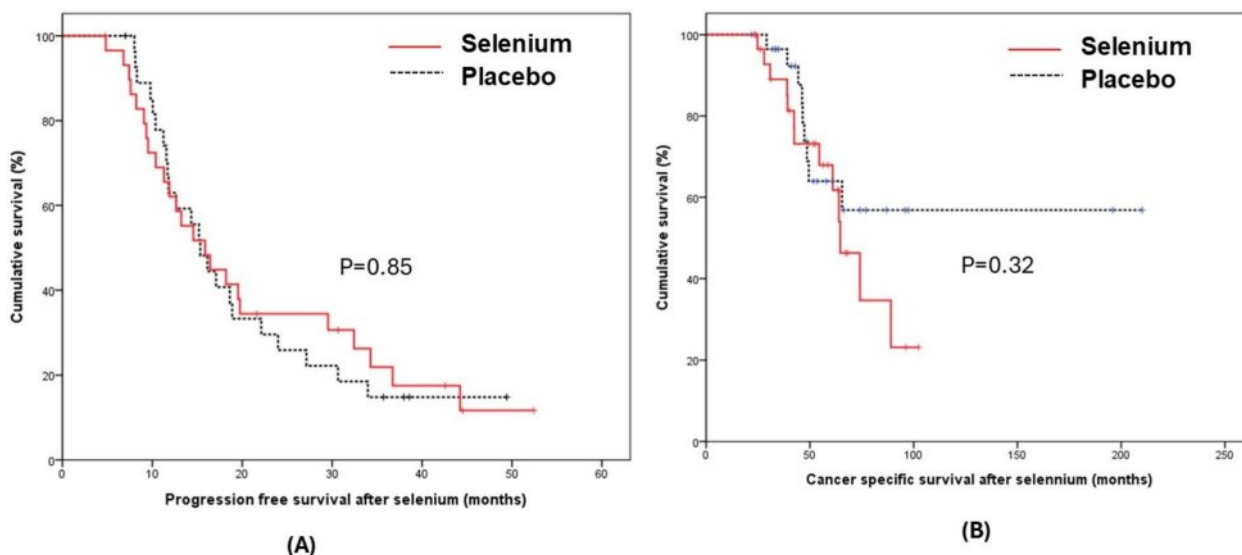 100
80
60
40
20
0
Cumulative survival (%)
Selenium
Placebo
P=0.85
0 10 20 30 40 50 60
Progression free survival after selenium (months)
(A)
100
80
60
40
20
0
Cumulative survival (%)
Selenium
Placebo
P=0.32
0 50 100 150 200 250
Cancer specific survival after selennium (months)
(B)